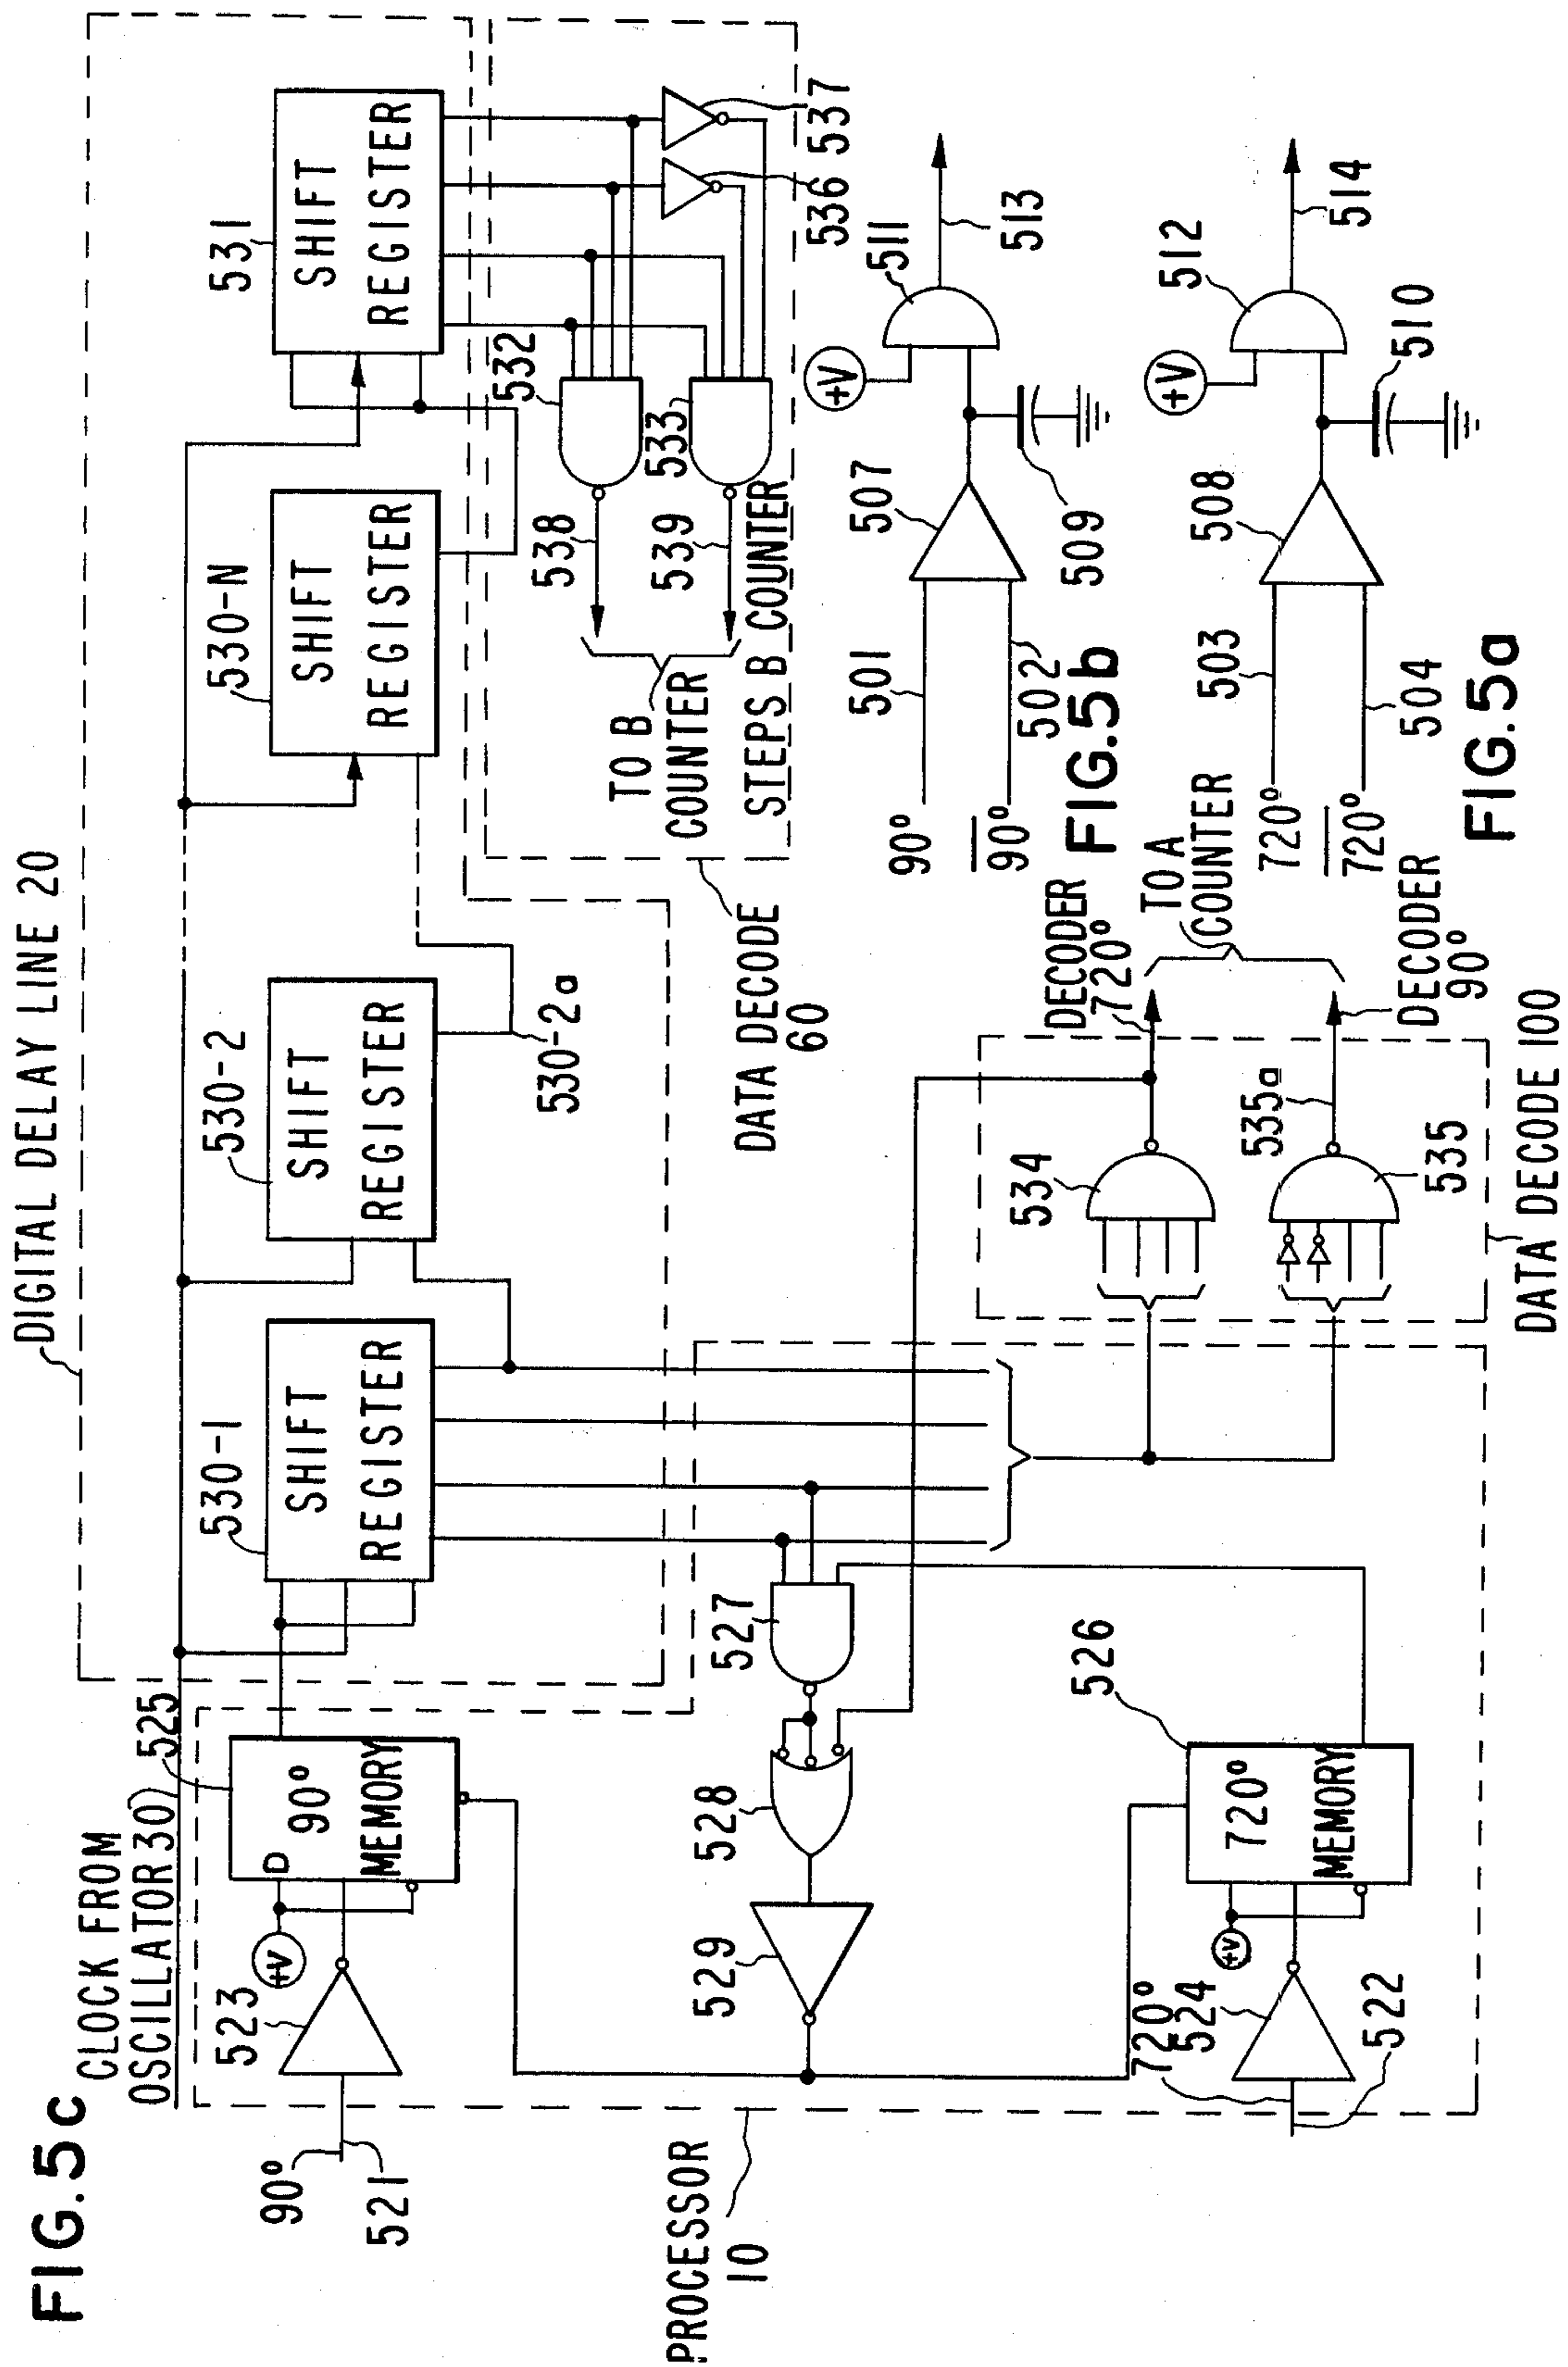 FIG.5c
CLOCK FROM
OSCILLATOR 30
DIGITAL DELAY LINE 20
90°
521
523
+V
525
D
90°
MEMORY
530-1
SHIFT
REGISTER
530-2
SHIFT
REGISTER
530-2a
530-N
SHIFT
REGISTER
531
SHIFT
REGISTER
532
533
536
537
538
539
TO B
COUNTER
STEPS B COUNTER
DATA DECODE
60
PROCESSOR
10
527
528
529
526
720°
MEMORY
+V
720°
524
522
534
535
535a
DECODER
720°
TO A
COUNTER
DECODER
90°
DATA DECODE 100
FIG.5b
90°
90°
501
502
507
509
+V
511
513
FIG.5a
720°
720°
503
504
508
510
+V
512
514